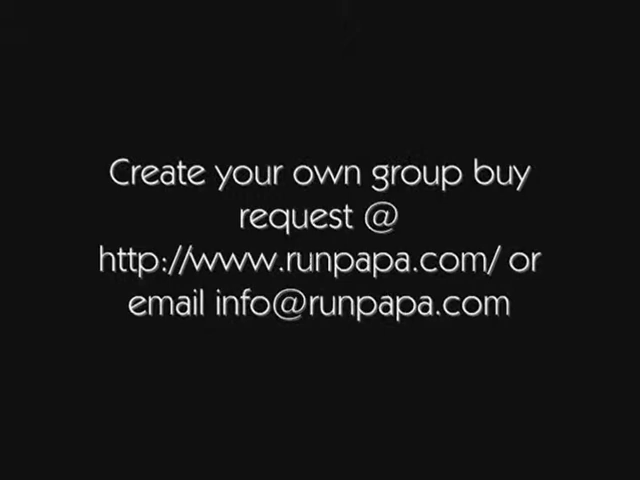 Create your own group buy
request @
http://www.runpapa.com/ or
email info@runpapa.com